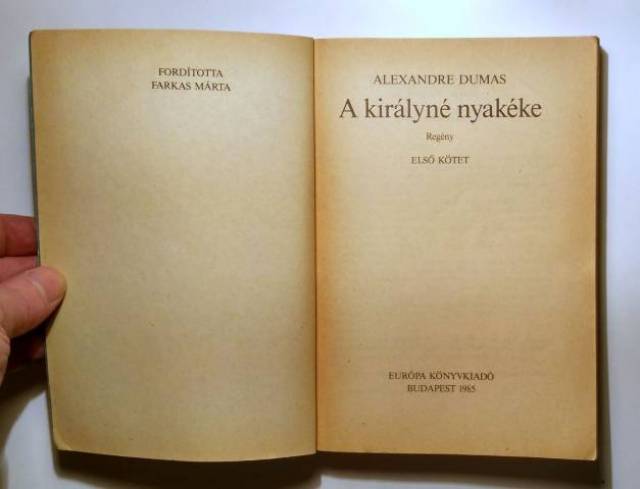 FORDÍTOTTA
FARKAS MÁRTA
ALEXANDRE DUMAS
A királyné nyakéke
Regény
ELSŐ KÖTET
EURÓPA KÖNYVKIADÓ
BUDAPEST 1985